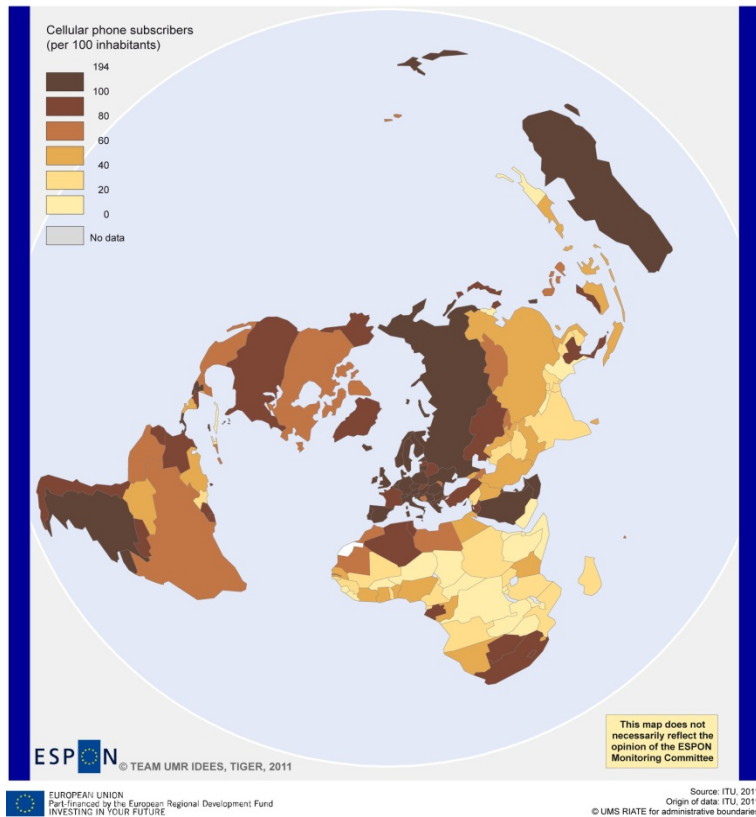 Cellular phone subscribers
(per 100 inhabitants)
194
100
80
60
40
20
0
No data
This map does not
necessarily reflect the
opinion of the ESPON
Monitoring Committee
ESPON © TEAM UMR IDEES, TIGER, 2011
EUROPEAN UNION
Part-financed by the European Regional Development Fund
INVESTING IN YOUR FUTURE
Source: ITU, 201
Origin of data: ITU, 201
© UMS RIATE for administrative boundaries